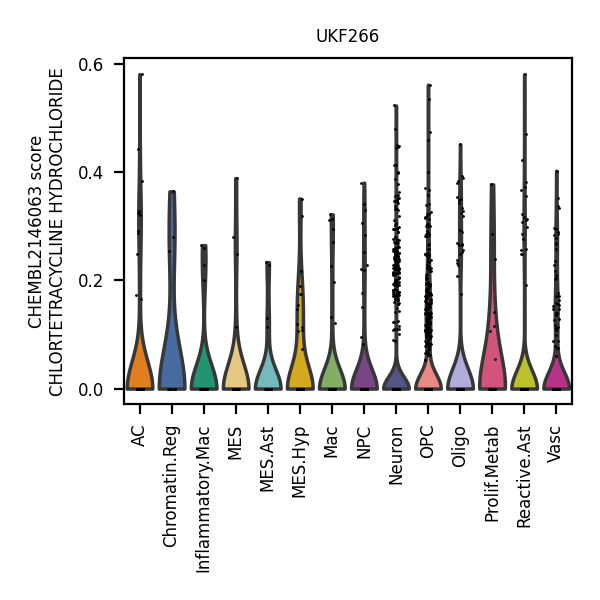 UKF266
CHEMBL2146063 score
CHLORTETRACYCLINE HYDROCHLORIDE
0.6
0.4
0.2
0.0
AC
Chromatin.Reg
Inflammatory.Mac
MES
MES.Ast
MES.Hyp
Mac
NPC
Neuron
OPC
Oligo
Prolif.Metab
Reactive.Ast
Vasc